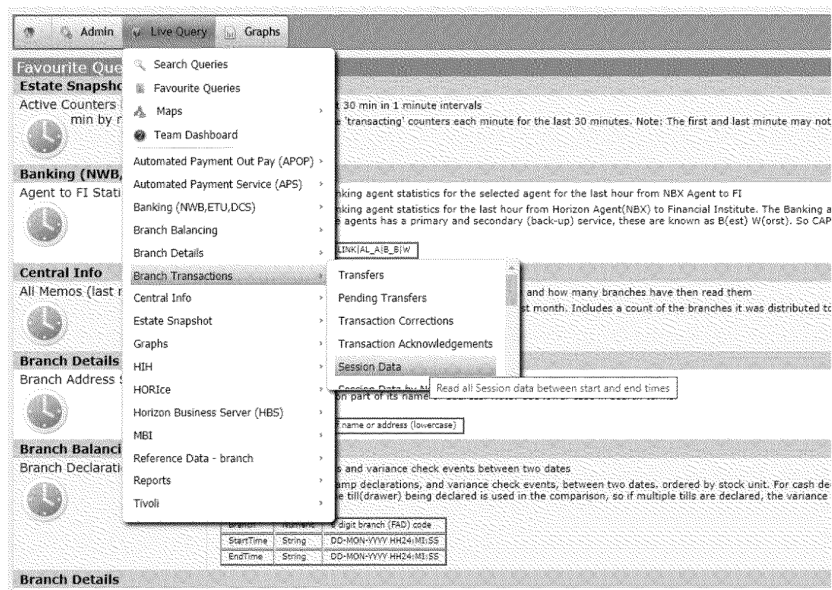 Admin Live Query Graphs
Favourite Que
Estate Snapsho
Active Counters
min by
t 30 min in 1 minute intervals
'transacting' counters each minute for the last 30 minutes. Note: The first and last minute may not
Banking (NWB,
Agent to FI Stati
nking agent statistics for the selected agent for the last hour from NBX Agent to FI
nking agent statistics for the last hour from Horizon Agent(NBX) to Financial Institute. The Banking a
agents has a primary and secondary (back-up) service, these are known as B(est) W(orst). So CAP
LINK|AL_A|B_B|W
Central Info
All Memos (last
and how many branches have then read them
st month. Includes a count of the branches it was distributed to
Branch Details
Branch Address
on part of its name
name or address (lowercase)
Branch Balanci
Branch Declarati
s and variance check events between two dates
amp declarations, and variance check events, between two dates. ordered by stock unit. For cash de
till(drawer) being declared is used in the comparison, so if multiple tills are declared, the variance
Branch Numeric 6 digit branch (FAD) code
StartTime String DD-MON-YYYY HH24:MI:SS
EndTime String DD-MON-YYYY HH24:MI:SS
Branch Details
Search Queries
Favourite Queries
Maps
Team Dashboard
Automated Payment Out Pay (APOP)
Automated Payment Service (APS)
Banking (NWB,ETU,DCS)
Branch Balancing
Branch Details
Branch Transactions
Central Info
Estate Snapshot
Graphs
HIH
HORIce
Horizon Business Server (HBS)
MBI
Reference Data - branch
Reports
Tivoli
Transfers
Pending Transfers
Transaction Corrections
Transaction Acknowledgements
Session Data
Session Data by
Read all Session data between start and end times